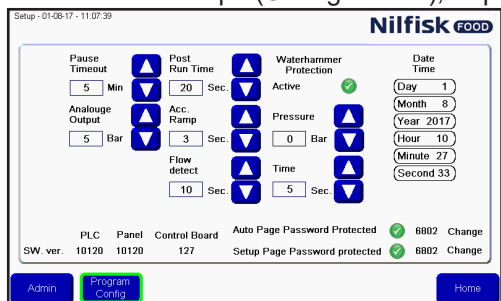 Setup - 01-08-17 - 11:07:39
Nilfisk FOOD
Pause Timeout
5 Min
Post Run Time
20 Sec.
Waterhammer Protection
Active
Date Time
Day 1
Month 8
Year 2017
Hour 10
Minute 27
Second 33
Analouge Output
5 Bar
Acc. Ramp
3 Sec.
Pressure
0 Bar
Flow detect
10 Sec.
Time
5 Sec.
PLC Panel Control Board
SW. ver. 10120 10120 127
Auto Page Password Protected 6802 Change
Setup Page Password protected 6802 Change
Admin
Program Config
Home